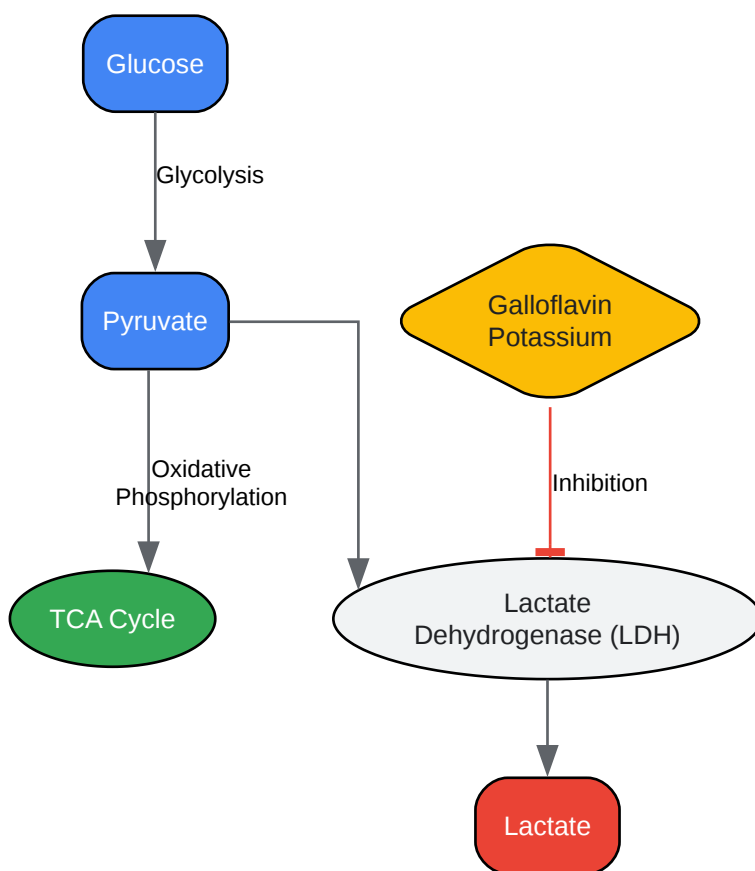 Glucose
Glycolysis
Pyruvate
Galloflavin
Potassium
Oxidative
Phosphorylation
Inhibition
TCA Cycle
Lactate
Dehydrogenase (LDH)
Lactate